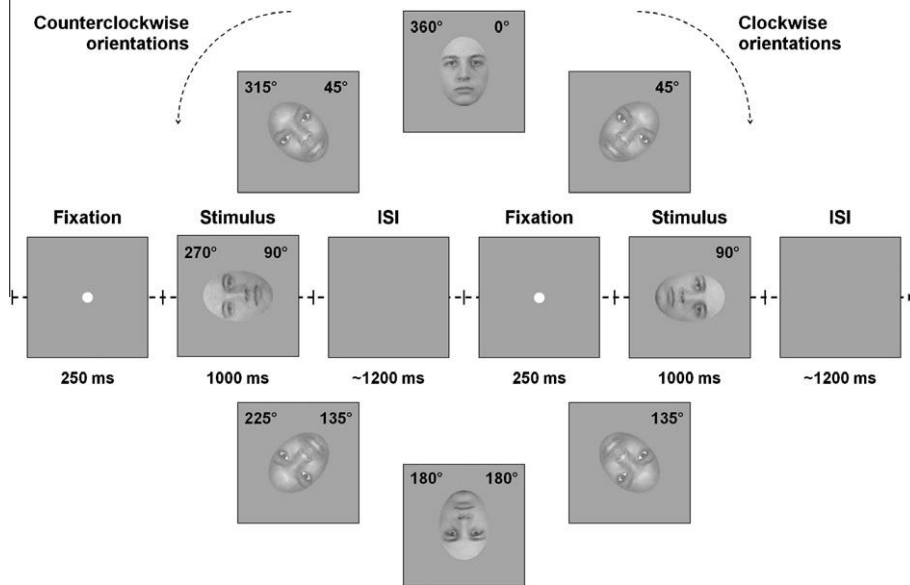 Counterclockwise
orientations
360° 0°
Clockwise
orientations
315° 45°
45°
Fixation Stimulus ISI Fixation Stimulus ISI
270° 90°
90°
250 ms 1000 ms ~1200 ms 250 ms 1000 ms ~1200 ms
225° 135°
135°
180° 180°